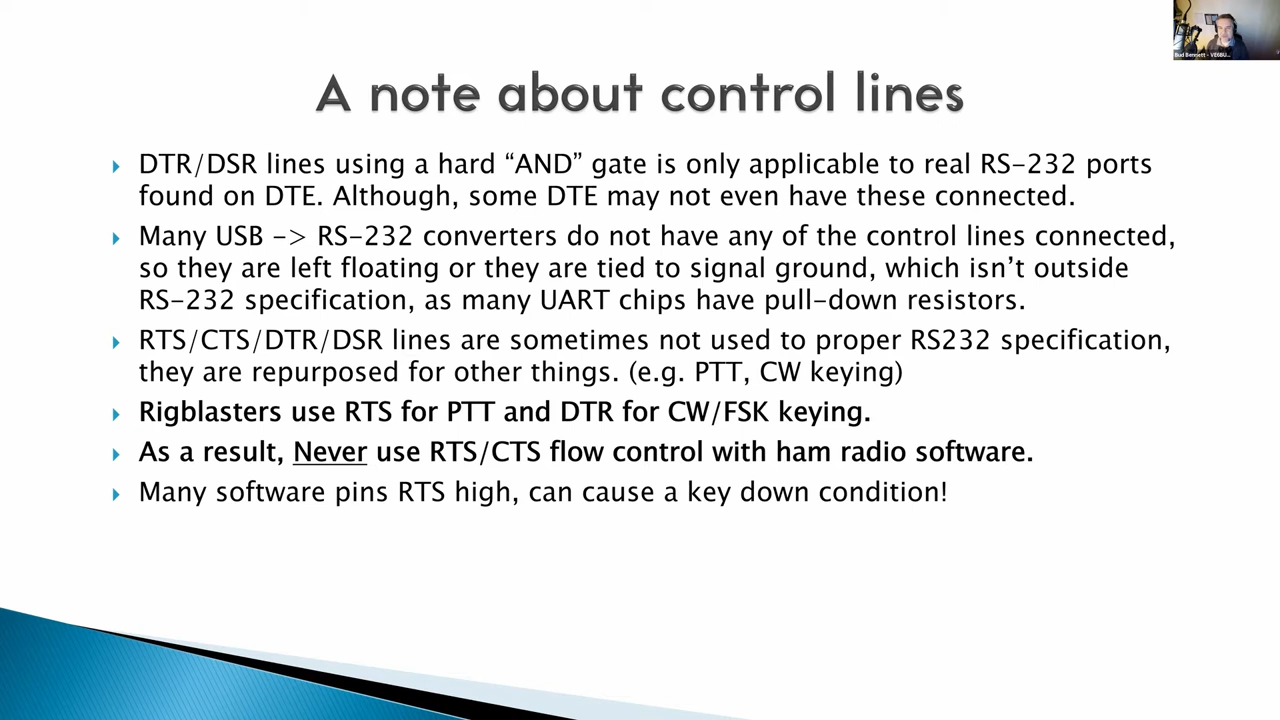 Bud Bennett - VE6BU...
A note about control lines
DTR/DSR lines using a hard “AND” gate is only applicable to real RS-232 ports
found on DTE. Although, some DTE may not even have these connected.
Many USB -> RS-232 converters do not have any of the control lines connected,
so they are left floating or they are tied to signal ground, which isn’t outside
RS-232 specification, as many UART chips have pull-down resistors.
RTS/CTS/DTR/DSR lines are sometimes not used to proper RS232 specification,
they are repurposed for other things. (e.g. PTT, CW keying)
Rigblasters use RTS for PTT and DTR for CW/FSK keying.
As a result, Never use RTS/CTS flow control with ham radio software.
Many software pins RTS high, can cause a key down condition!